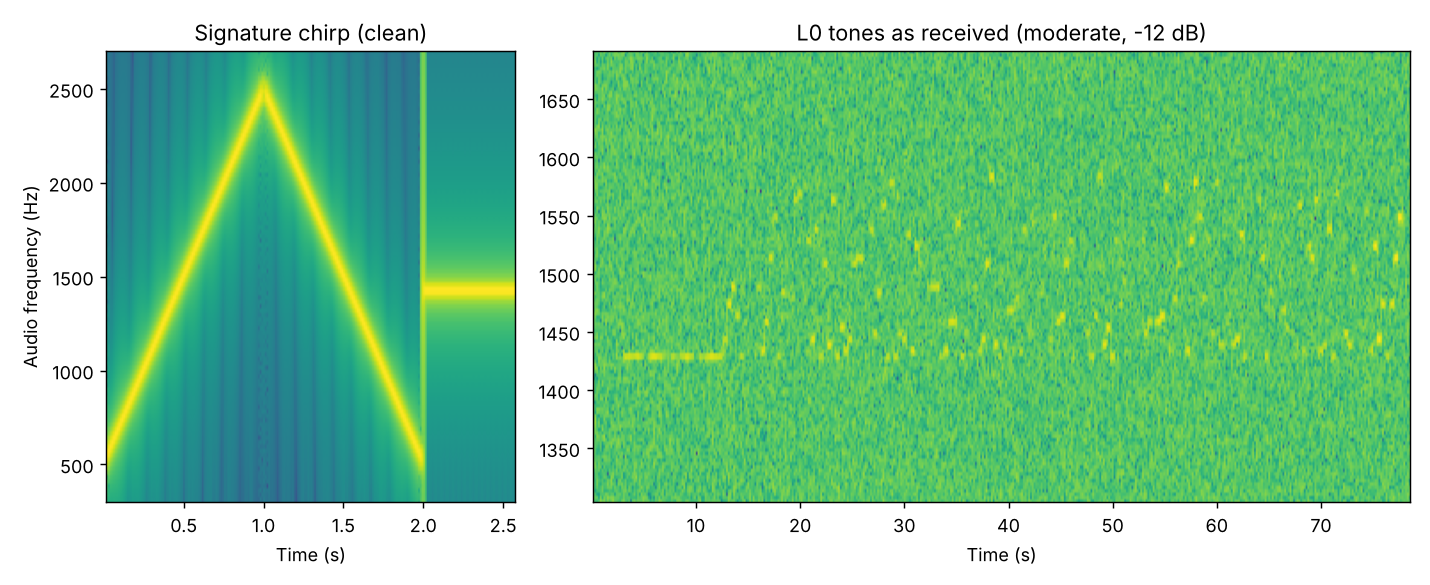 Signature chirp (clean)
Audio frequency (Hz)
2500
2000
1500
1000
500
0.5 1.0 1.5 2.0 2.5
Time (s)
L0 tones as received (moderate, -12 dB)
1650
1600
1550
1500
1450
1400
1350
10 20 30 40 50 60 70
Time (s)